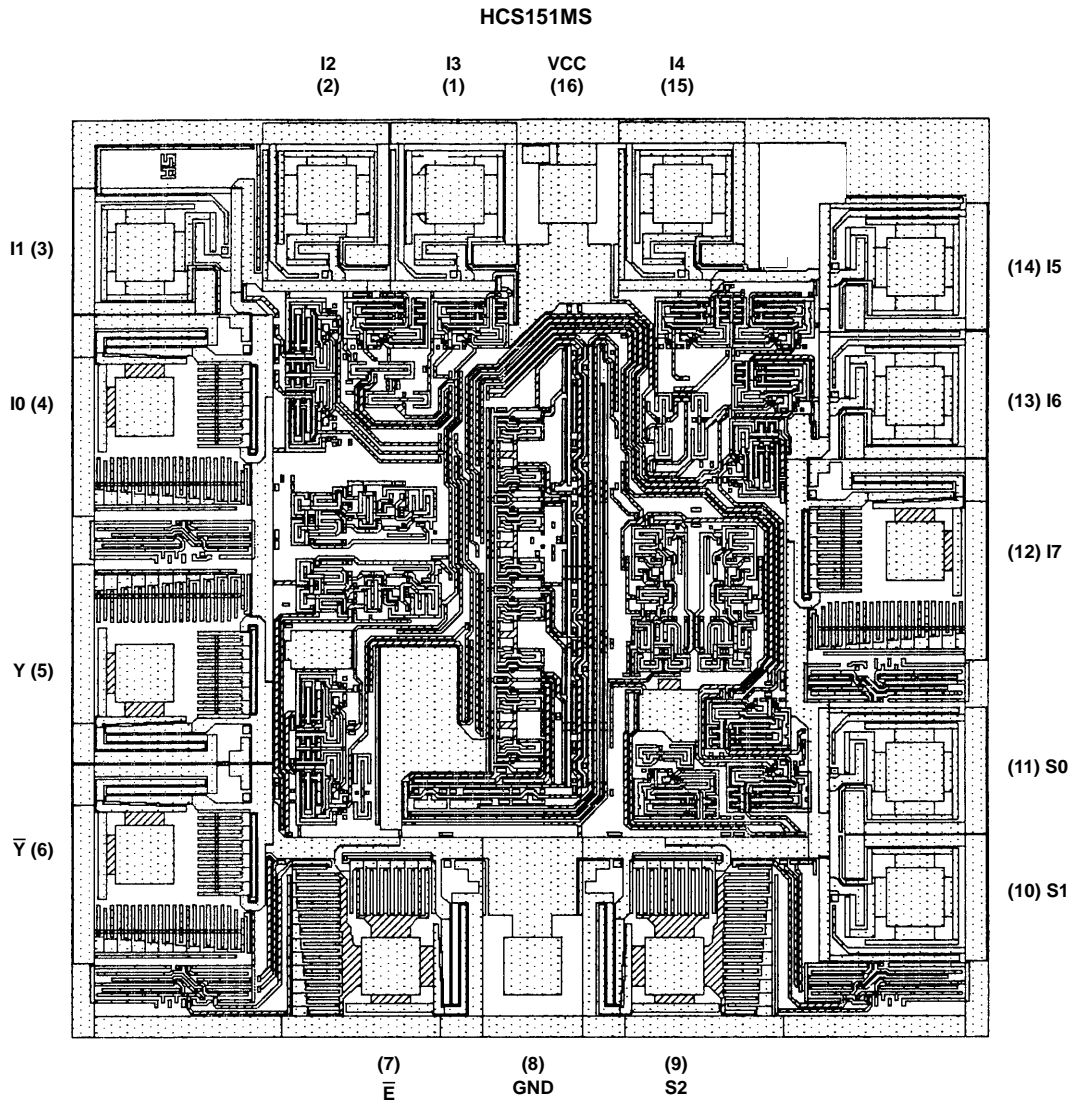 HCS151MS
I2
(2)
I3
(1)
VCC
(16)
I4
(15)
I1 (3)
(14) I5
I0 (4)
(13) I6
(12) I7
Y (5)
(11) S0
Y̅ (6)
(10) S1
(7)
E̅
(8)
GND
(9)
S2